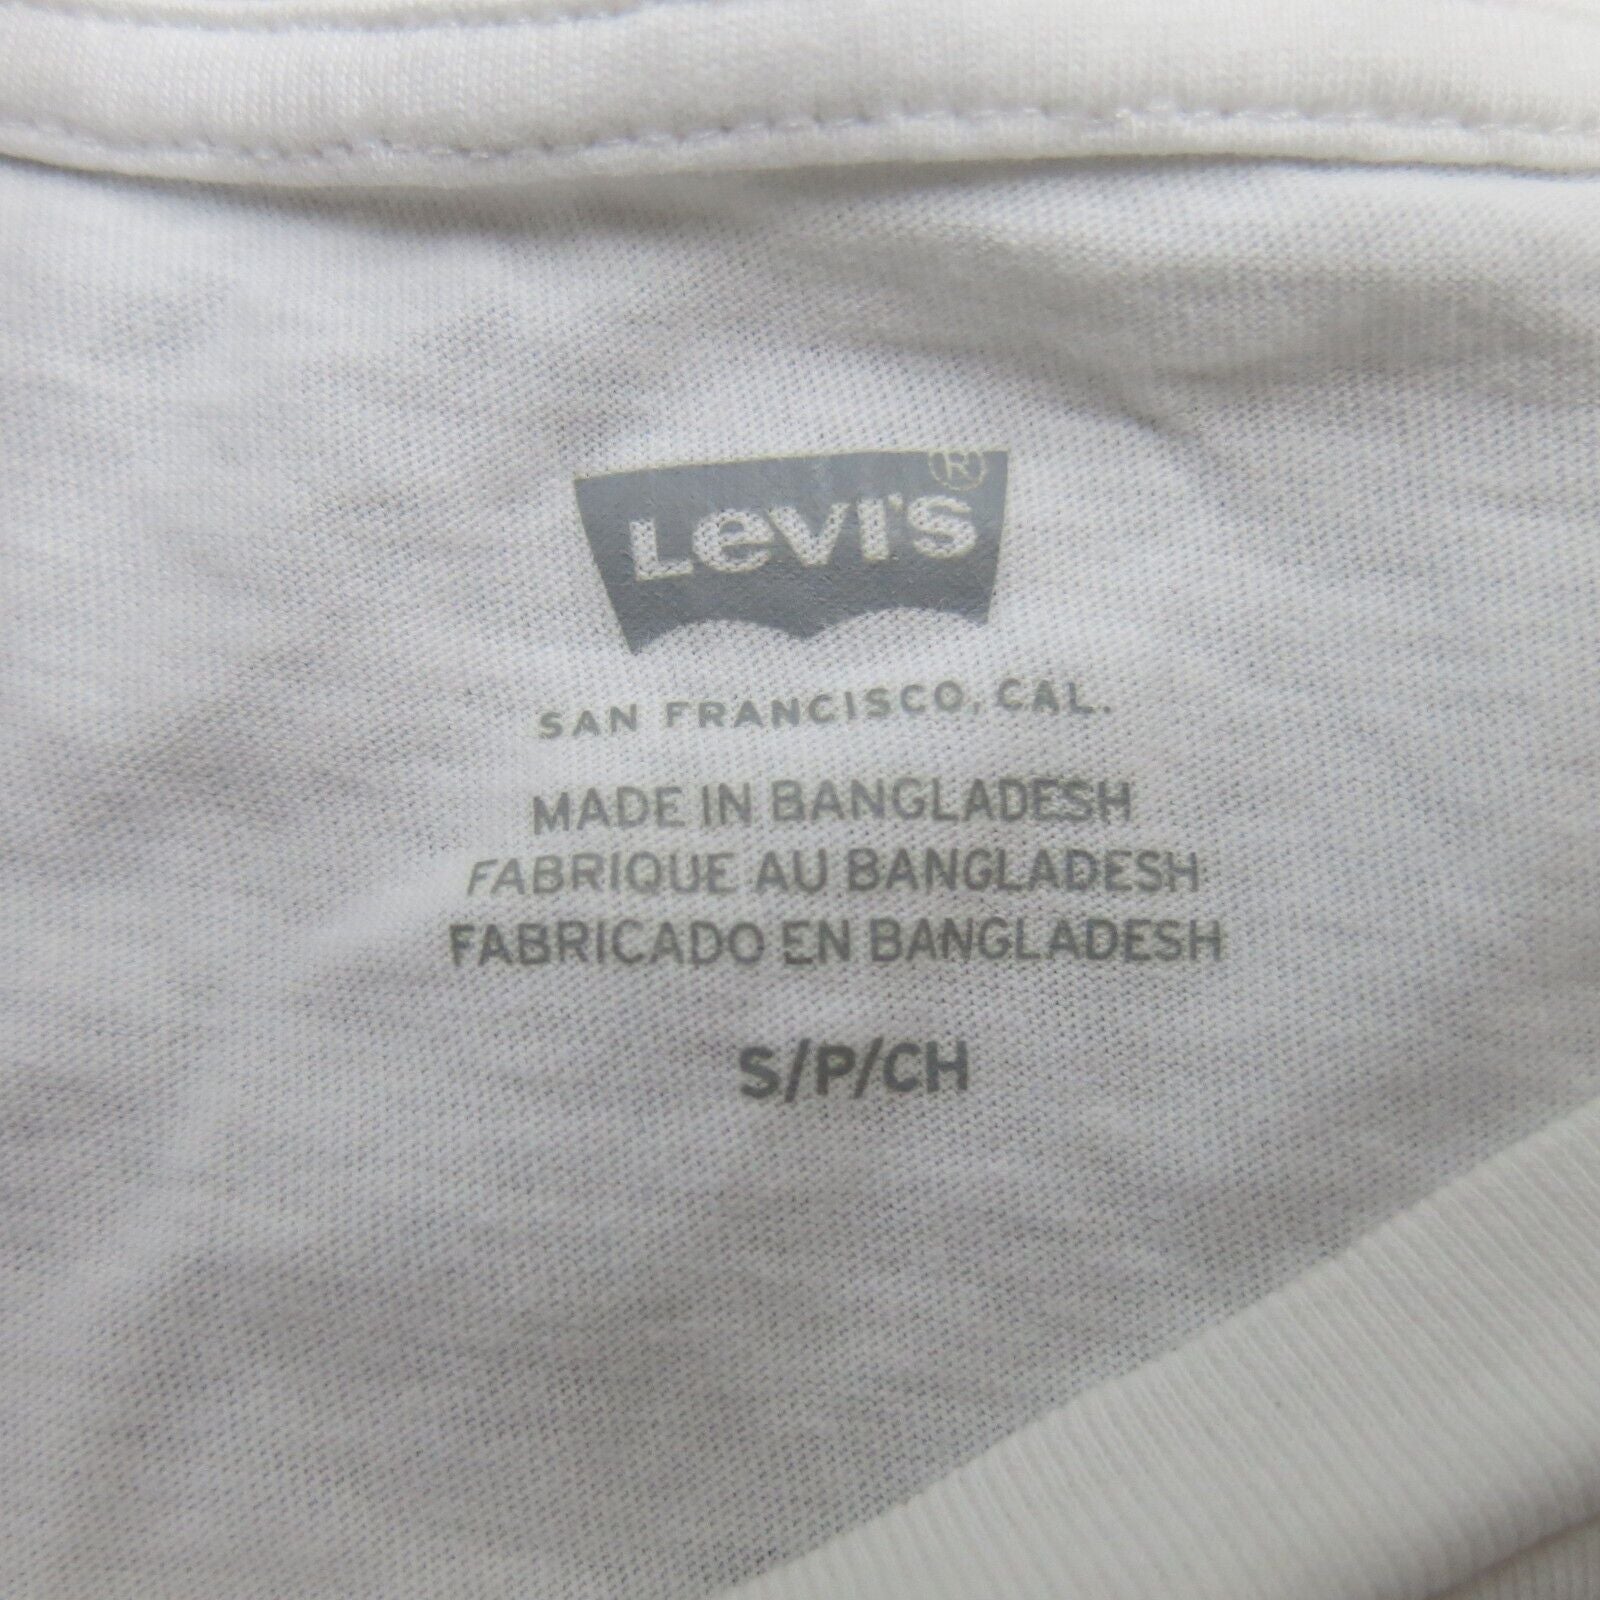 Levi's ®
SAN FRANCISCO, CAL.
MADE IN BANGLADESH
FABRIQUE AU BANGLADESH
FABRICADO EN BANGLADESH
S/P/CH